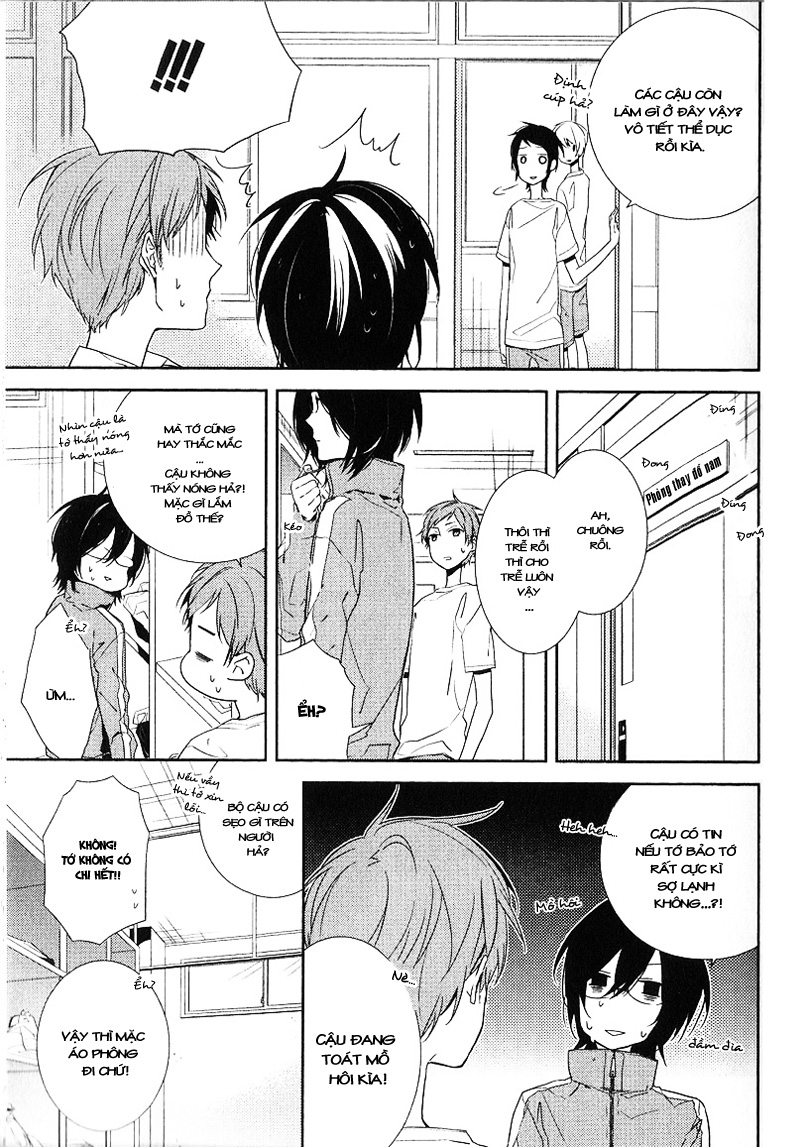 CÁC CẬU CÒN
LÀM GÌ Ở ĐÂY VẬY?
VÔ TIẾT THỂ DỤC
RỒI KÌA.
Định
cúp hả?
!!!
Đing
Đong
Phòng thay đồ nam
Đing
Đong
AH,
CHUÔNG
RỒI.
THÔI THÌ
TRỄ RỒI
THÌ CHO
TRỄ LUÔN
VẬY
...
Kéo
ỂH?
MÀ TỚ CŨNG
HAY THẮC MẮC
...
CẬU KHÔNG
THẤY NÓNG HẢ?!
MẶC GÌ LẮM
ĐỒ THẾ?
Nhìn cậu là
tớ thấy nóng
hơn nữa...
Ểh?
ỪM...
CẬU CÓ TIN
NẾU TỚ BẢO TỚ
RẤT CỰC KÌ
SỢ LẠNH
KHÔNG...?!
Heh heh...
Mồ hôi
đầm đìa
Nè...
CẬU ĐANG
TOÁT MỒ
HÔI KÌA!
BỘ CẬU CÓ
SẸO GÌ TRÊN
NGƯỜI
HẢ?
Nếu vậy
thì tớ xin
lỗi...
KHÔNG!
TỚ KHÔNG CÓ
CHI HẾT!!
Ểh?
VẬY THÌ MẶC
ÁO PHÔNG
ĐI CHỨ!